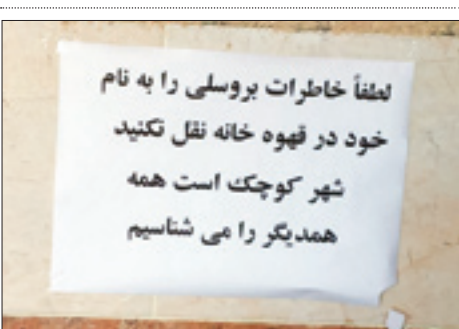 لطفاً خاطرات بروسلی را به نام
خود در قهوه خانه نقل نکنید
شهر کوچک است همه
همدیگر را می شناسیم